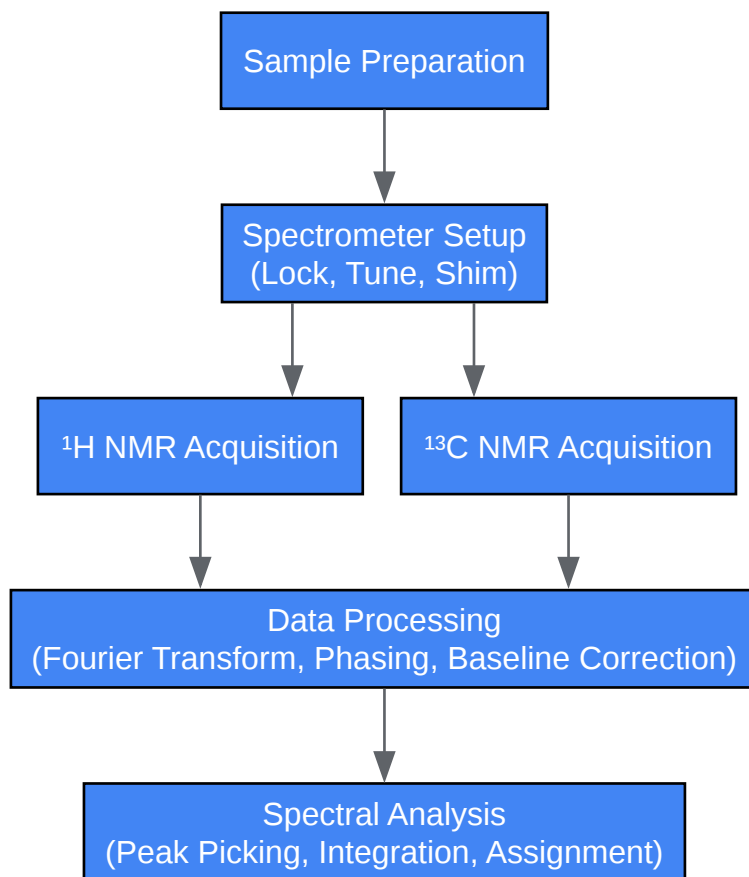 Sample Preparation
Spectrometer Setup
(Lock, Tune, Shim)
¹H NMR Acquisition
¹³C NMR Acquisition
Data Processing
(Fourier Transform, Phasing, Baseline Correction)
Spectral Analysis
(Peak Picking, Integration, Assignment)